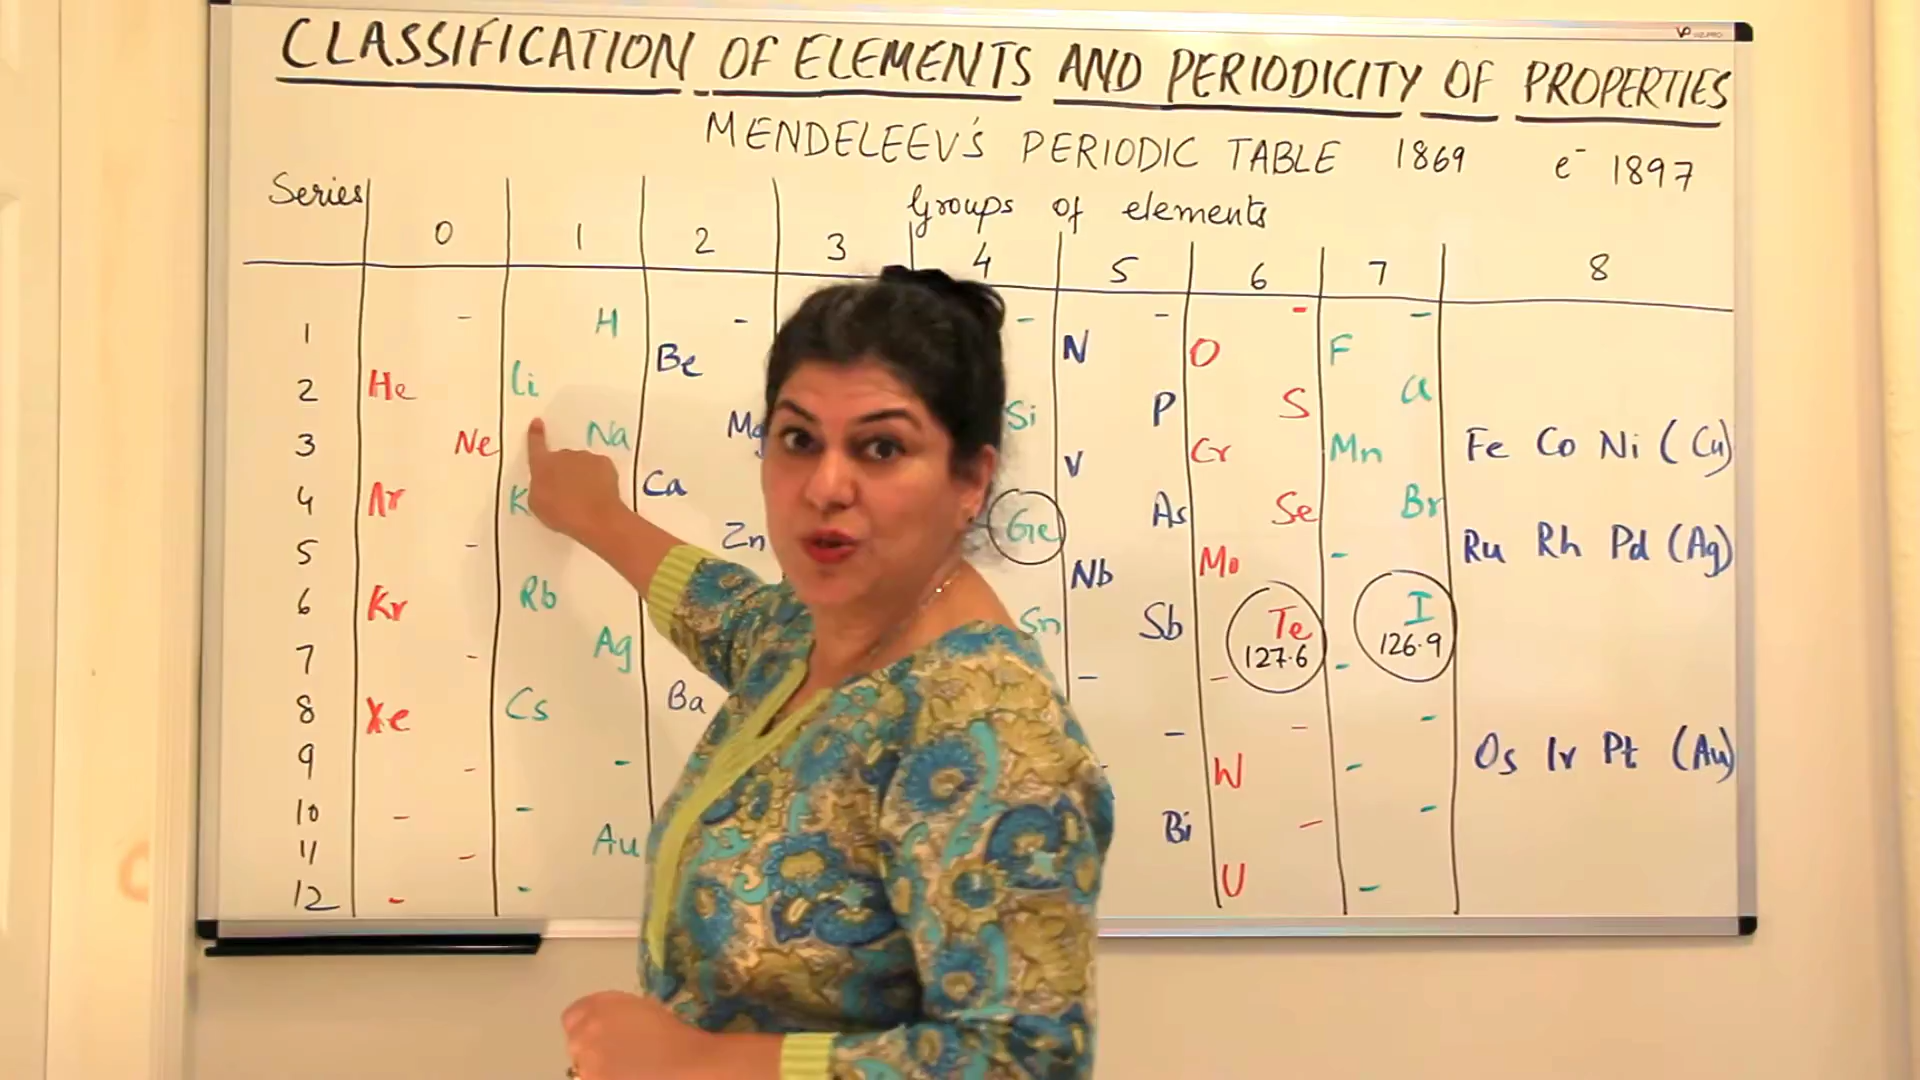 VP VIZ-PRO
CLASSIFICATION OF ELEMENTS AND PERIODICITY OF PROPERTIES
MENDELEEV'S PERIODIC TABLE 1869 e⁻ 1897
Series Groups of elements
0 1 2 3 4 5 6 7 8
1 - H - - - - -
Be N O F
2 He Li Si P S Cl
3 Ne Na Mg V Cr Mn Fe Co Ni (Cu)
4 Ar K Ca Ge As Se Br
5 - Zn Nb Mo - Ru Rh Pd (Ag)
6 Kr Rb Sn Sb Te I
127.6 126.9
7 - Ag - - -
8 Xe Cs Ba - - -
9 - - - W - Os Ir Pt (Au)
10 - - Bi - -
11 - Au U -
12 - -